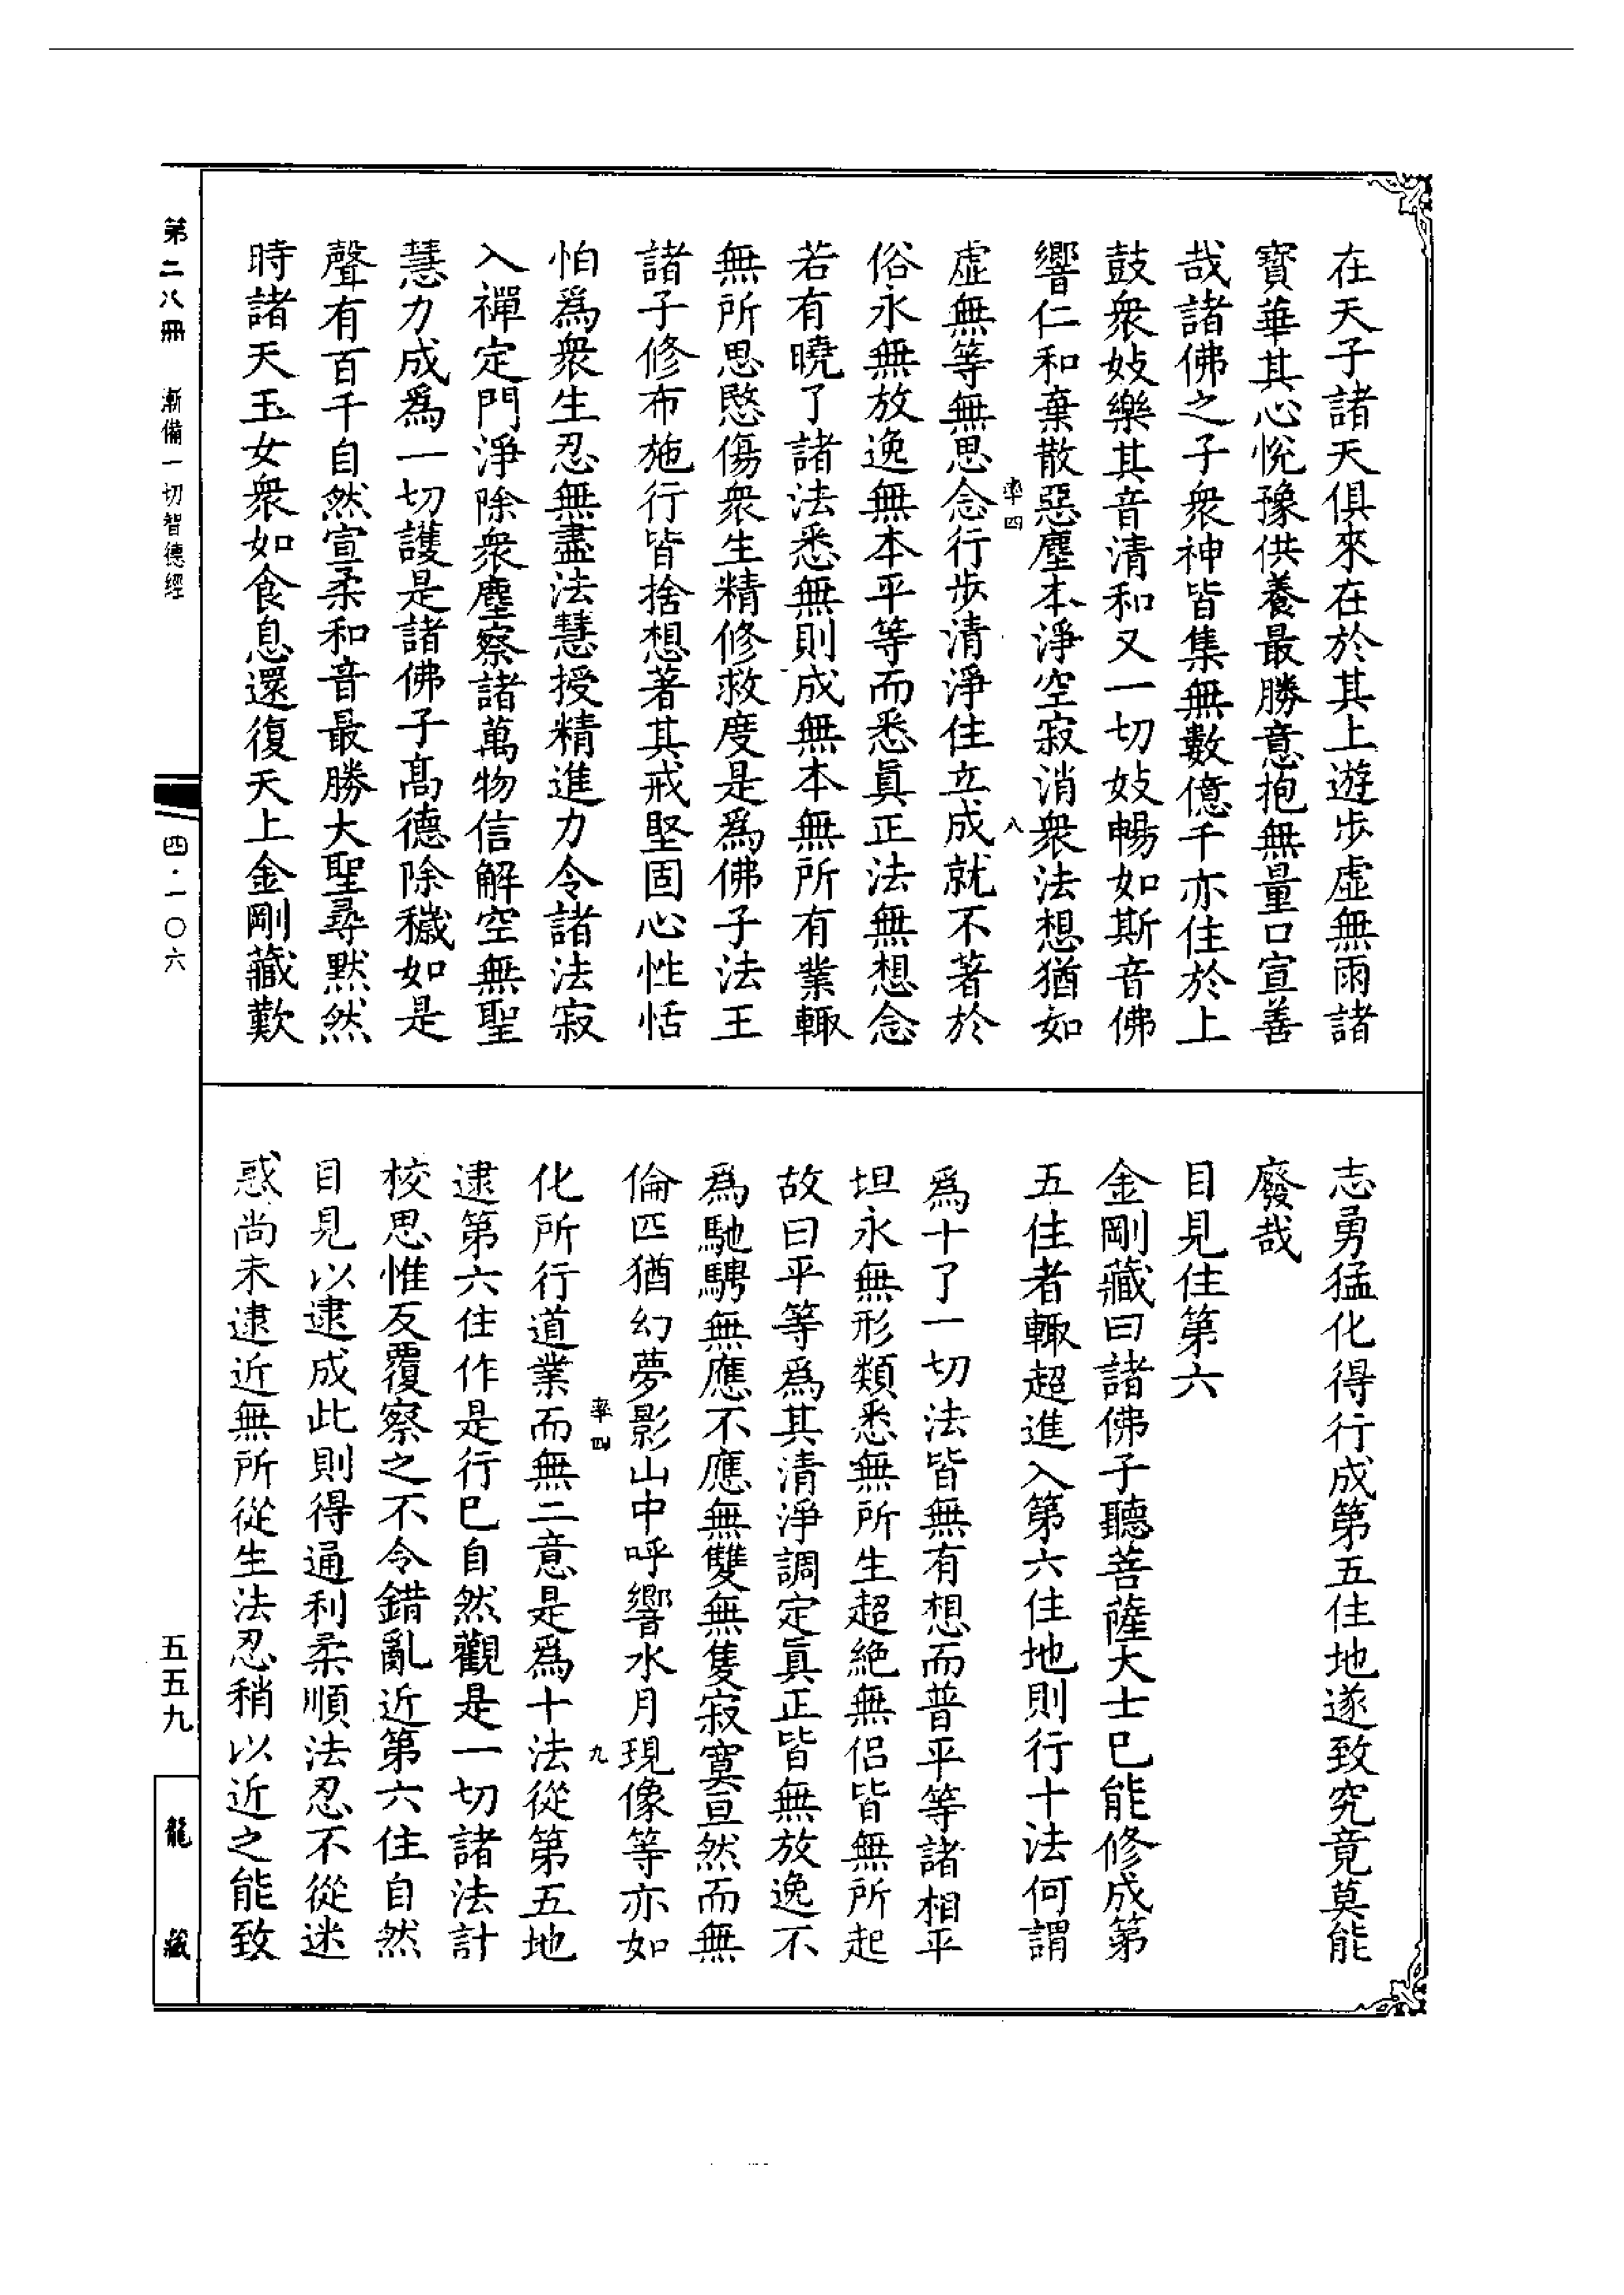 在天子諸天俱來在於其上遊步虛無雨諸
寶華其心悅豫供養最勝意抱無量口宣善
哉諸佛之子衆神皆集無數億千亦住於上
鼓衆妓樂其音清和又一切妓暢如斯音佛
響仁和棄散惡塵本淨空寂消衆法想猶如
率四 八
虛無等無思念行步清淨住立成就不著於
俗永無放逸無本平等而悉眞正法無想念
若有曉了諸法悉無則成無本無所有業輒
無所思愍傷衆生精修救度是爲佛子法王
諸子修布施行皆捨想著其戒堅固心性恬
怕爲衆生忍無盡法慧授精進力令諸法寂
入禪定門淨除衆塵察諸萬物信解空無聖
慧力成爲一切護是諸佛子高德除穢如是
聲有百千自然宣柔和音最勝大聖尋默然
時諸天玉女衆如食息還復天上金剛藏歎
志勇猛化得行成第五住地遂致究竟莫能
廢哉
目見住第六
金剛藏曰諸佛子聽菩薩大士已能修成第
五住者輒超進入第六住地則行十法何謂
爲十了一切法皆無有想而普平等諸相平
坦永無形類悉無所生超絕無侶皆無所起
故曰平等爲其清淨調定眞正皆無放逸不
爲馳騁無應不應無雙無隻寂寞亘然而無
倫匹猶幻夢影山中呼響水月現像等亦如
率四 九
化所行道業而無二意是爲十法從第五地
逮第六住作是行已自然觀是一切諸法計
校思惟反覆察之不令錯亂近第六住自然
目見以逮成此則得通利柔順法忍不從迷
惑尚未逮近無所從生法忍稍以近之能致
第二八冊 漸備一切智德經
四·一〇六
五五九
龍藏